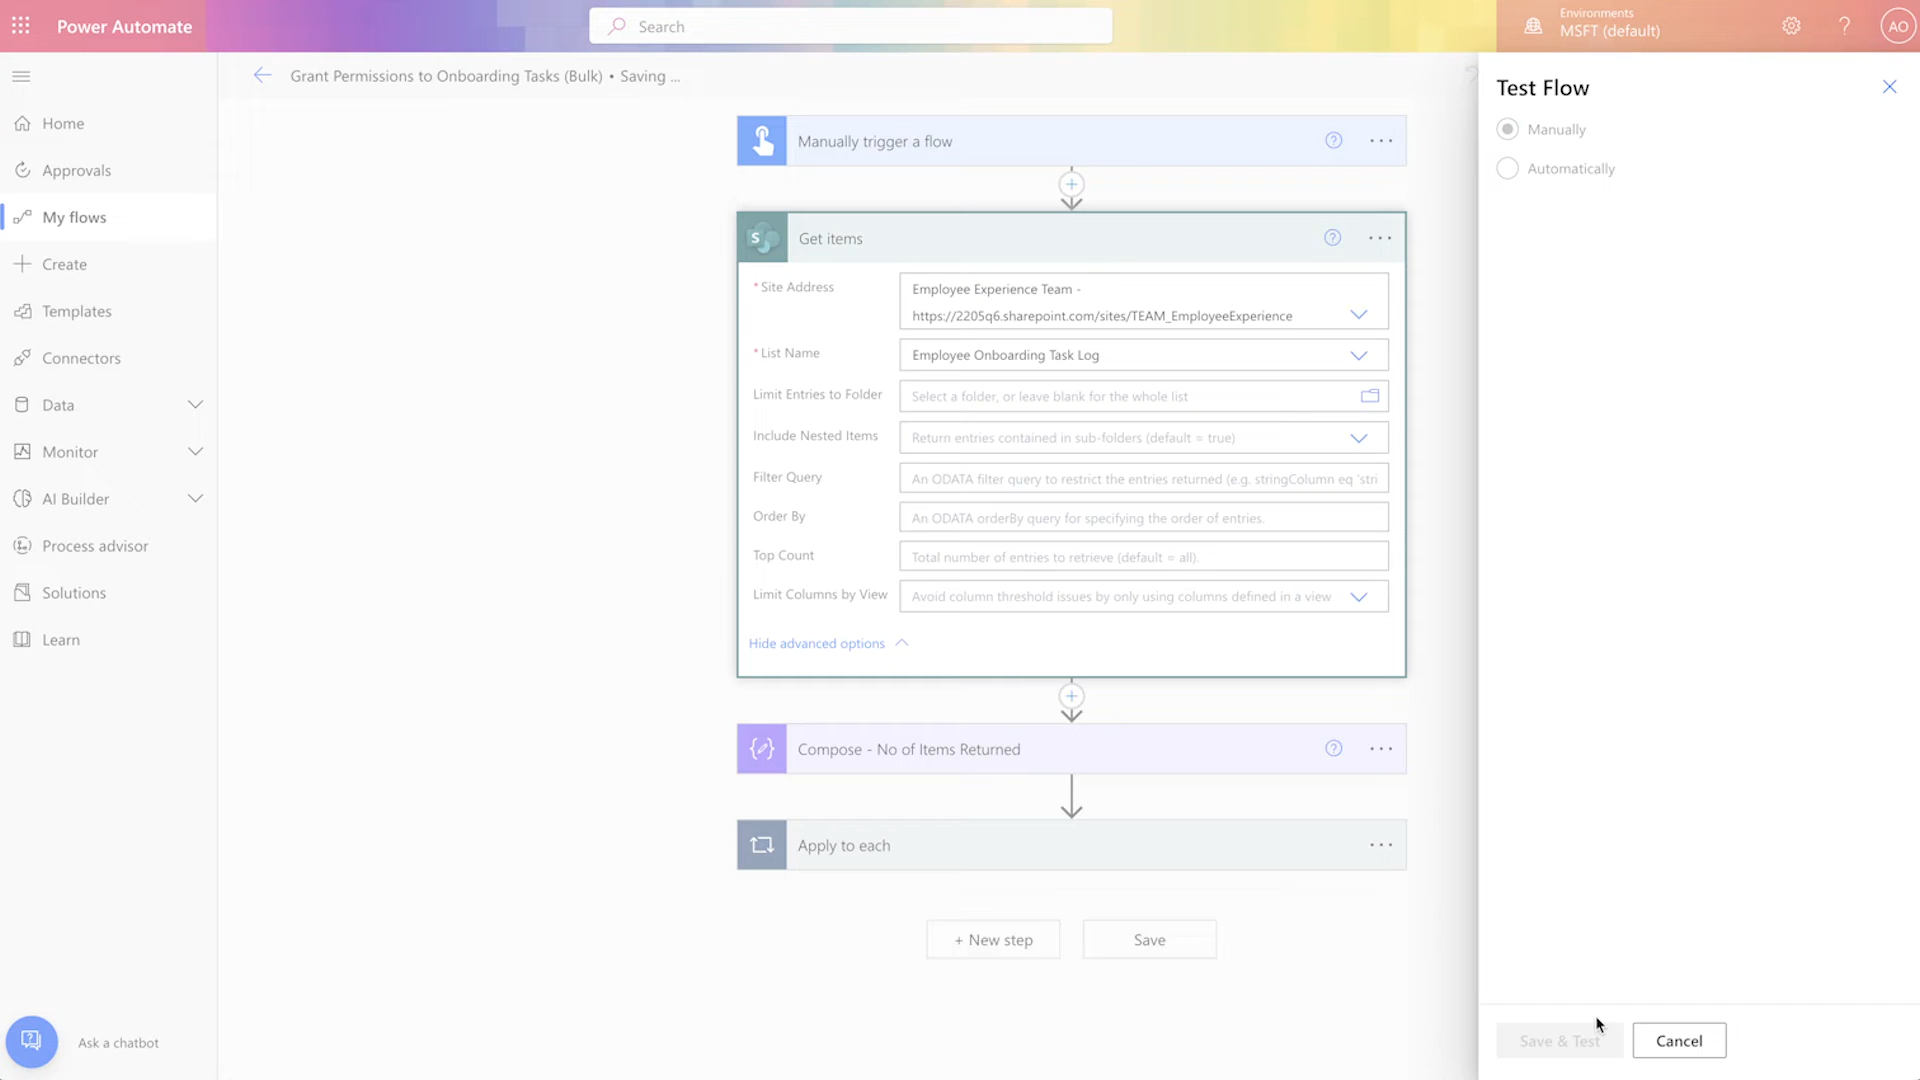 Power Automate
Search
Environments
MSFT (default)
?
AO
Grant Permissions to Onboarding Tasks (Bulk) • Saving ...
Home
Approvals
My flows
Create
Templates
Connectors
Data
Monitor
AI Builder
Process advisor
Solutions
Learn
Ask a chatbot
Manually trigger a flow
S
Get items
* Site Address
Employee Experience Team -
https://2205q6.sharepoint.com/sites/TEAM_EmployeeExperience
* List Name
Employee Onboarding Task Log
Limit Entries to Folder
Select a folder, or leave blank for the whole list
Include Nested Items
Return entries contained in sub-folders (default = true)
Filter Query
An ODATA filter query to restrict the entries returned (e.g. stringColumn eq 'stri
Order By
An ODATA orderBy query for specifying the order of entries.
Top Count
Total number of entries to retrieve (default = all).
Limit Columns by View
Avoid column threshold issues by only using columns defined in a view
Hide advanced options
Compose - No of Items Returned
Apply to each
+ New step
Save
Test Flow
Manually
Automatically
Save & Test
Cancel